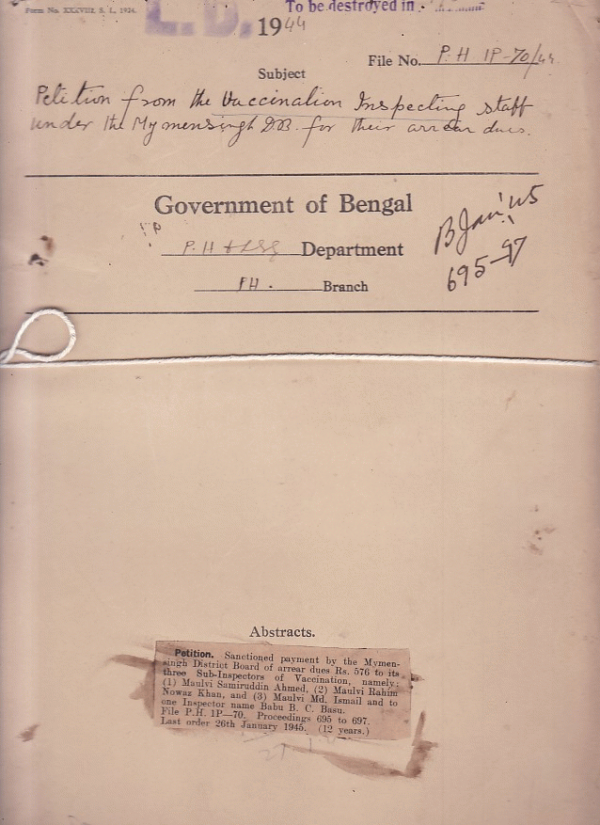 Form No. XXXVIII, S. I., 1924.
L.D.
To be destroyed in
1944
File No. P.H 1P-70/44
Subject
Petition from the Vaccination Inspecting staff
under the Mymensingh DB. for their arrear dues.
Government of Bengal
P.H & LSG Department
PH. Branch
B Jan '45
695-97
Abstracts.
Petition. Sanctioned payment by the Mymen-
singh District Board of arrear dues Rs. 576 to its
three Sub-Inspectors of Vaccination, namely:
(1) Maulvi Samiruddin Ahmed, (2) Maulvi Rahim
Nowaz Khan, and (3) Maulvi Md. Ismail and to
one Inspector name Babu B. C. Basu.
File P.H. 1P—70. Proceedings 695 to 697.
Last order 26th January 1945. (12 years.)